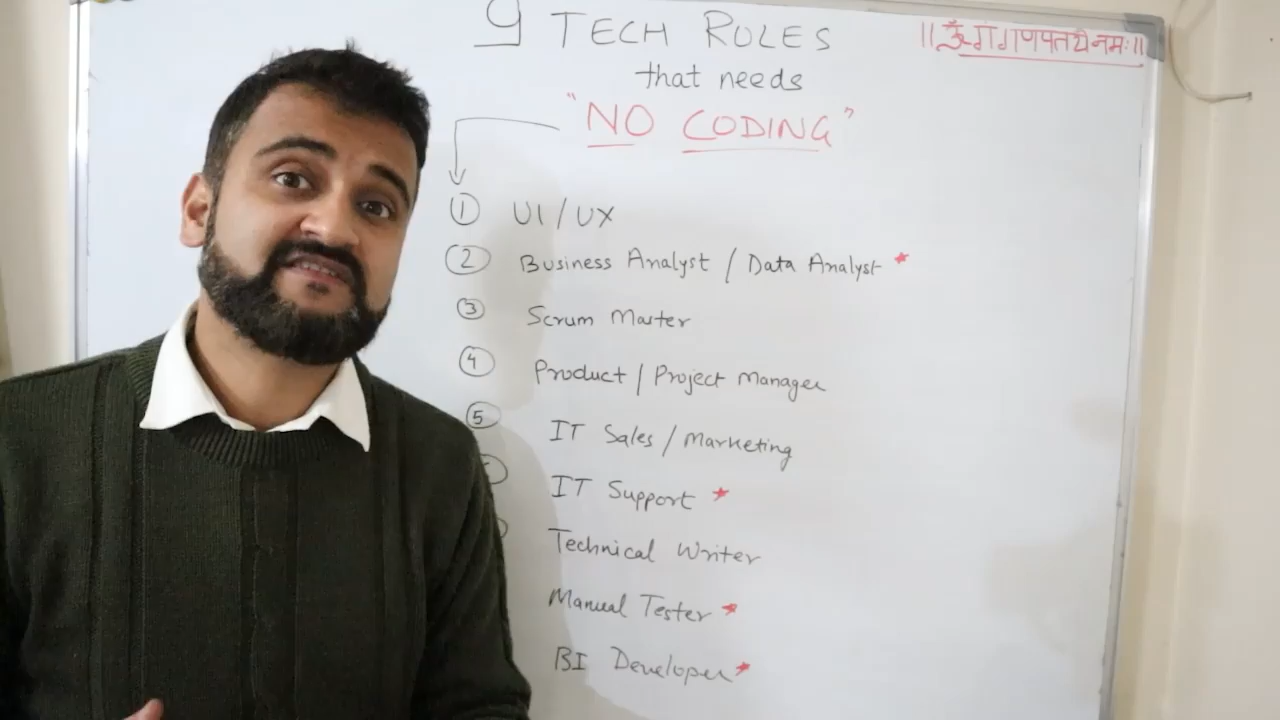 9 TECH ROLES
that needs
"NO CODING"
॥ ॐ गं गणपतये नमः॥
1 UI / UX
2 Business Analyst / Data Analyst *
3 Scrum Master
4 Product / Project Manager
5 IT Sales / Marketing
IT Support *
Technical Writer
Manual Tester *
BI Developer *